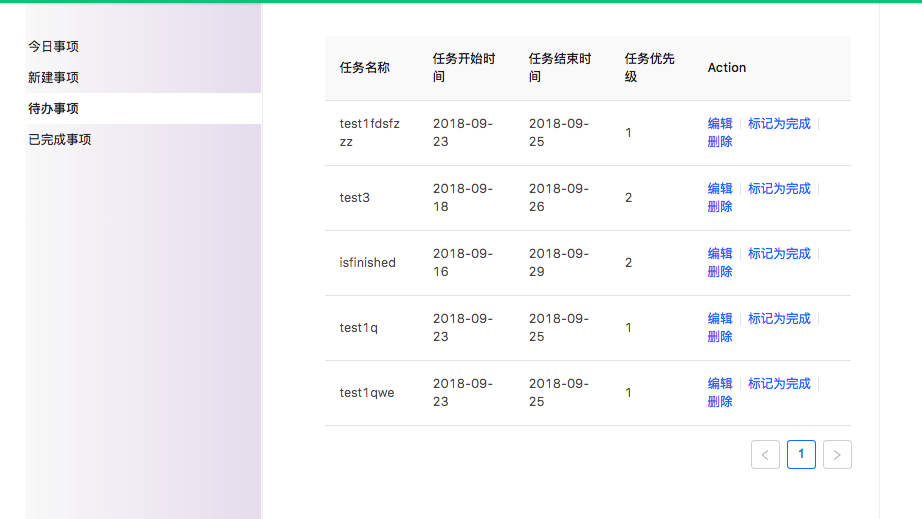 今日事项
新建事项
待办事项
已完成事项
任务名称
任务开始时
间
任务结束时
间
任务优先
级
Action
test1fdsfz
zz
2018-09-
23
2018-09-
25
1
编辑 标记为完成
删除
test3
2018-09-
18
2018-09-
26
2
编辑 标记为完成
删除
isfinished
2018-09-
16
2018-09-
29
2
编辑 标记为完成
删除
test1q
2018-09-
23
2018-09-
25
1
编辑 标记为完成
删除
test1qwe
2018-09-
23
2018-09-
25
1
编辑 标记为完成
删除
< 1 >